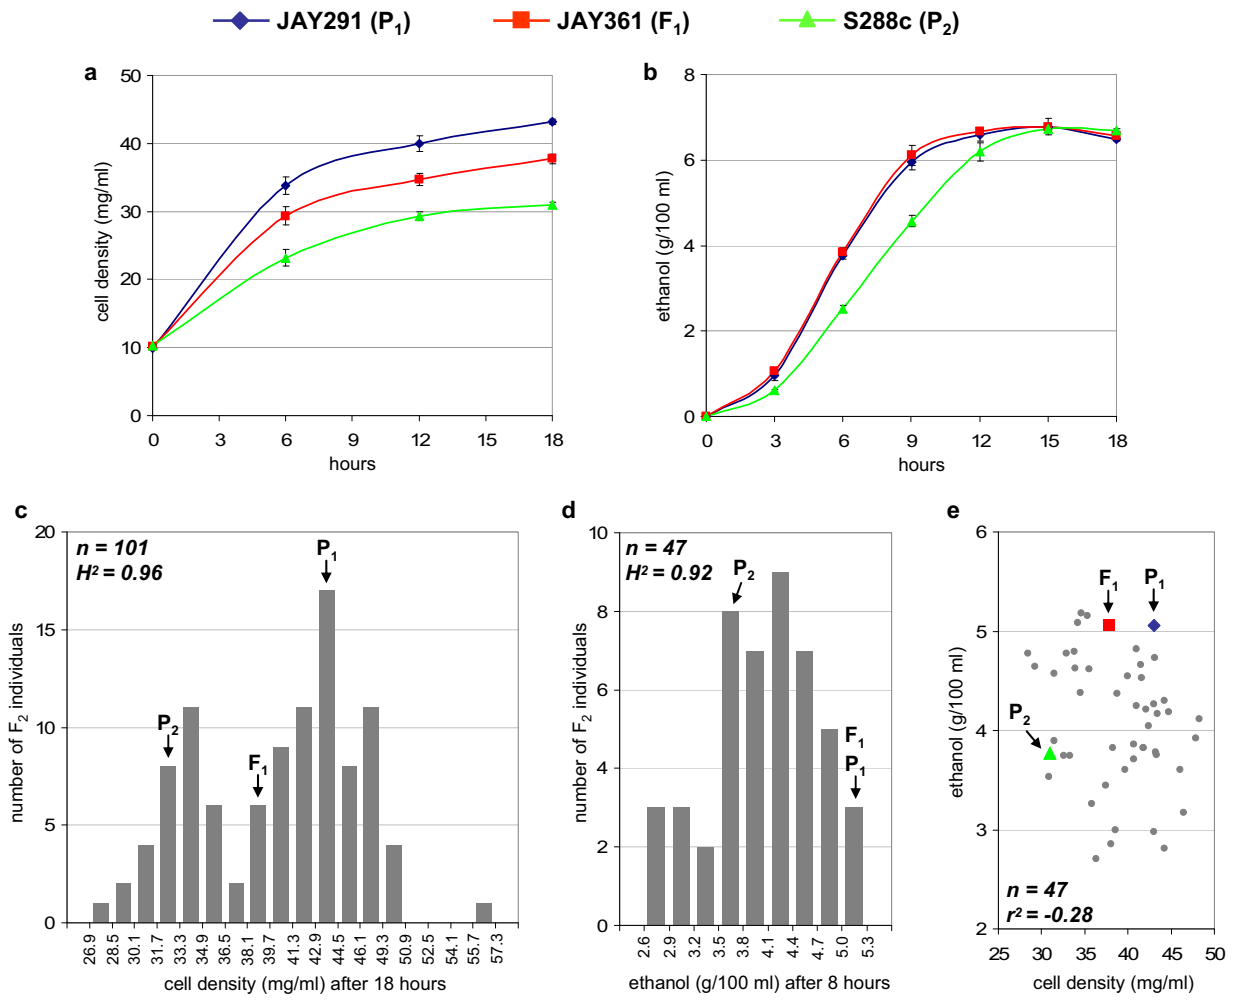 JAY291 (P1) JAY361 (F1) S288c (P2)
a
50
40
30
20
10
0
cell density (mg/ml)
0 3 6 9 12 15 18
hours
b
8
6
4
2
0
ethanol (g/100 ml)
0 3 6 9 12 15 18
hours
c
20
15
10
5
0
number of F2 individuals
n = 101
H2 = 0.96
P2
F1
P1
26.9 28.5 30.1 31.7 33.3 34.9 36.5 38.1 39.7 41.3 42.9 44.5 46.1 47.7 49.3 50.9 52.5 54.1 55.7 57.3
cell density (mg/ml) after 18 hours
d
10
8
6
4
2
0
number of F2 individuals
n = 47
H2 = 0.92
P2
F1
P1
2.6 2.9 3.2 3.5 3.8 4.1 4.4 4.7 5.0 5.3
ethanol (g/100 ml) after 8 hours
e
6
5
4
3
2
ethanol (g/100 ml)
F1 P1
P2
n = 47
r2 = -0.28
25 30 35 40 45 50
cell density (mg/ml)